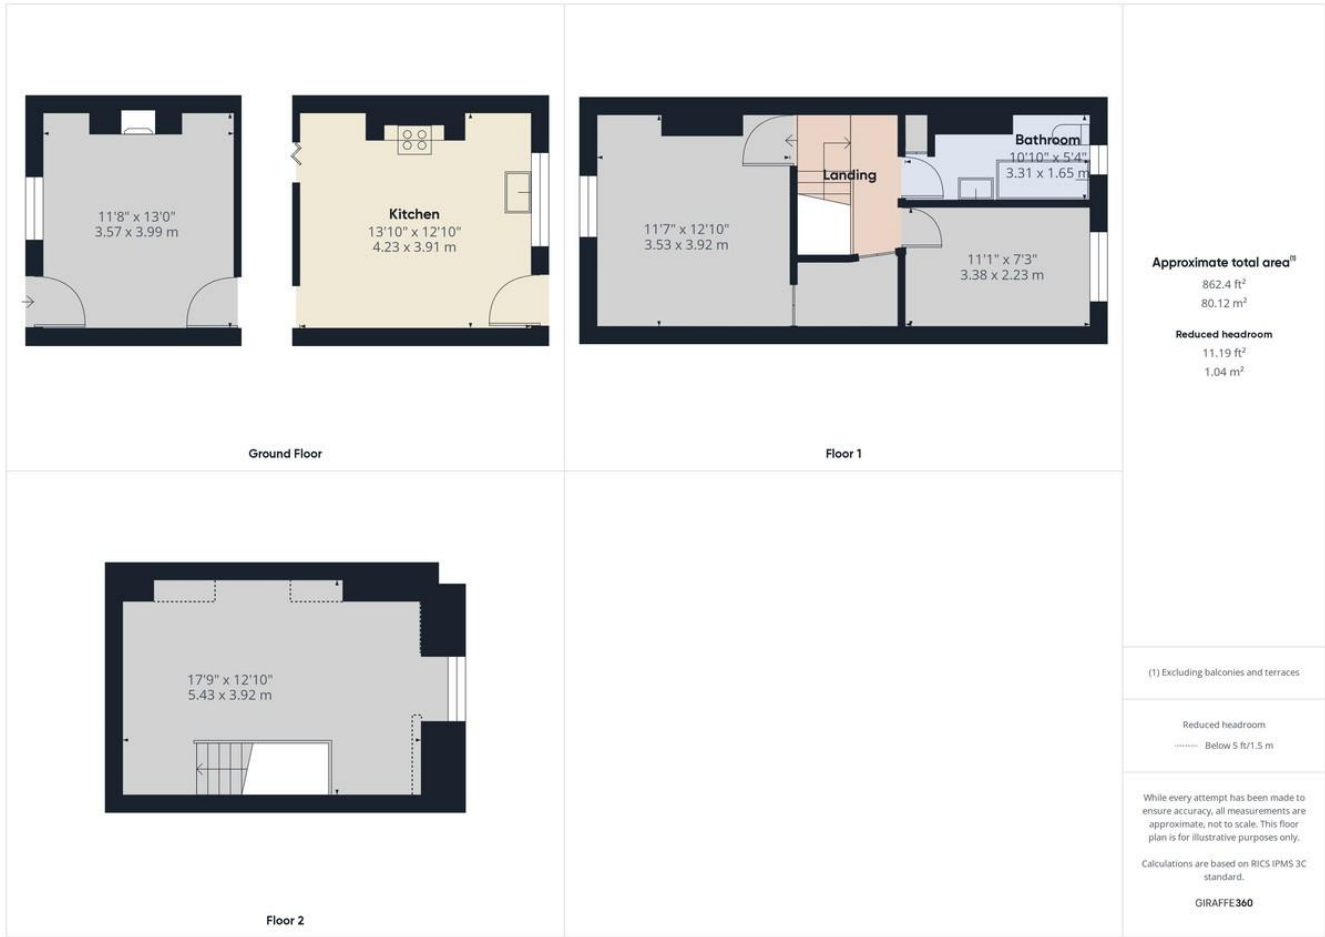 11'8" x 13'0"
3.57 x 3.99 m
Kitchen
13'10" x 12'10"
4.23 x 3.91 m
Ground Floor
11'7" x 12'10"
3.53 x 3.92 m
Landing
Bathroom
10'10" x 5'4"
3.31 x 1.65 m
11'1" x 7'3"
3.38 x 2.23 m
Floor 1
17'9" x 12'10"
5.43 x 3.92 m
Floor 2
Approximate total area(1)
862.4 ft²
80.12 m²
Reduced headroom
11.19 ft²
1.04 m²
(1) Excluding balconies and terraces
Reduced headroom
Below 5 ft/1.5 m
While every attempt has been made to
ensure accuracy, all measurements are
approximate, not to scale. This floor
plan is for illustrative purposes only.
Calculations are based on RICS IPMS 3C
standard.
GIRAFFE360